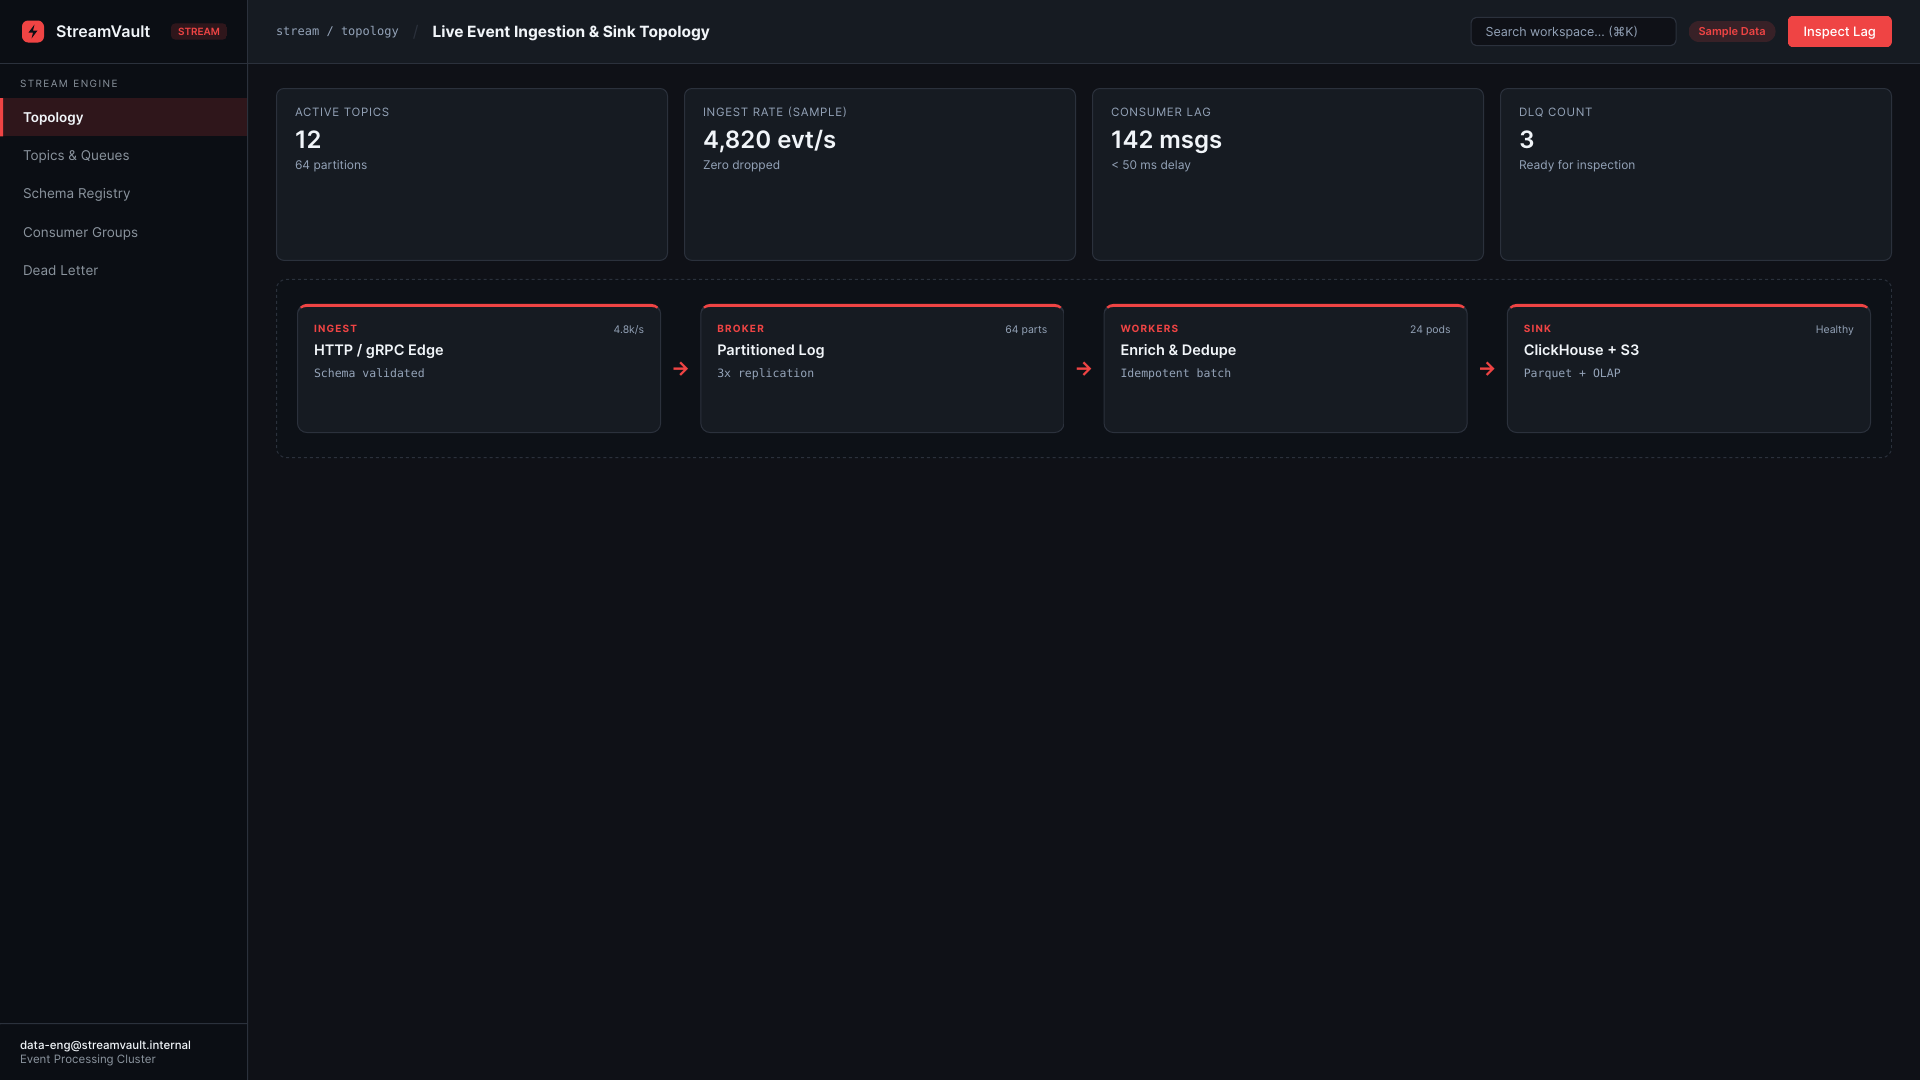 StreamVault STREAM
STREAM ENGINE
Topology
Topics & Queues
Schema Registry
Consumer Groups
Dead Letter
data-eng@streamvault.internal
Event Processing Cluster
stream / topology / Live Event Ingestion & Sink Topology
Search workspace... (⌘K)
Sample Data
Inspect Lag
ACTIVE TOPICS
12
64 partitions
INGEST RATE (SAMPLE)
4,820 evt/s
Zero dropped
CONSUMER LAG
142 msgs
< 50 ms delay
DLQ COUNT
3
Ready for inspection
INGEST 4.8k/s
HTTP / gRPC Edge
Schema validated
→
BROKER 64 parts
Partitioned Log
3x replication
→
WORKERS 24 pods
Enrich & Dedupe
Idempotent batch
→
SINK Healthy
ClickHouse + S3
Parquet + OLAP